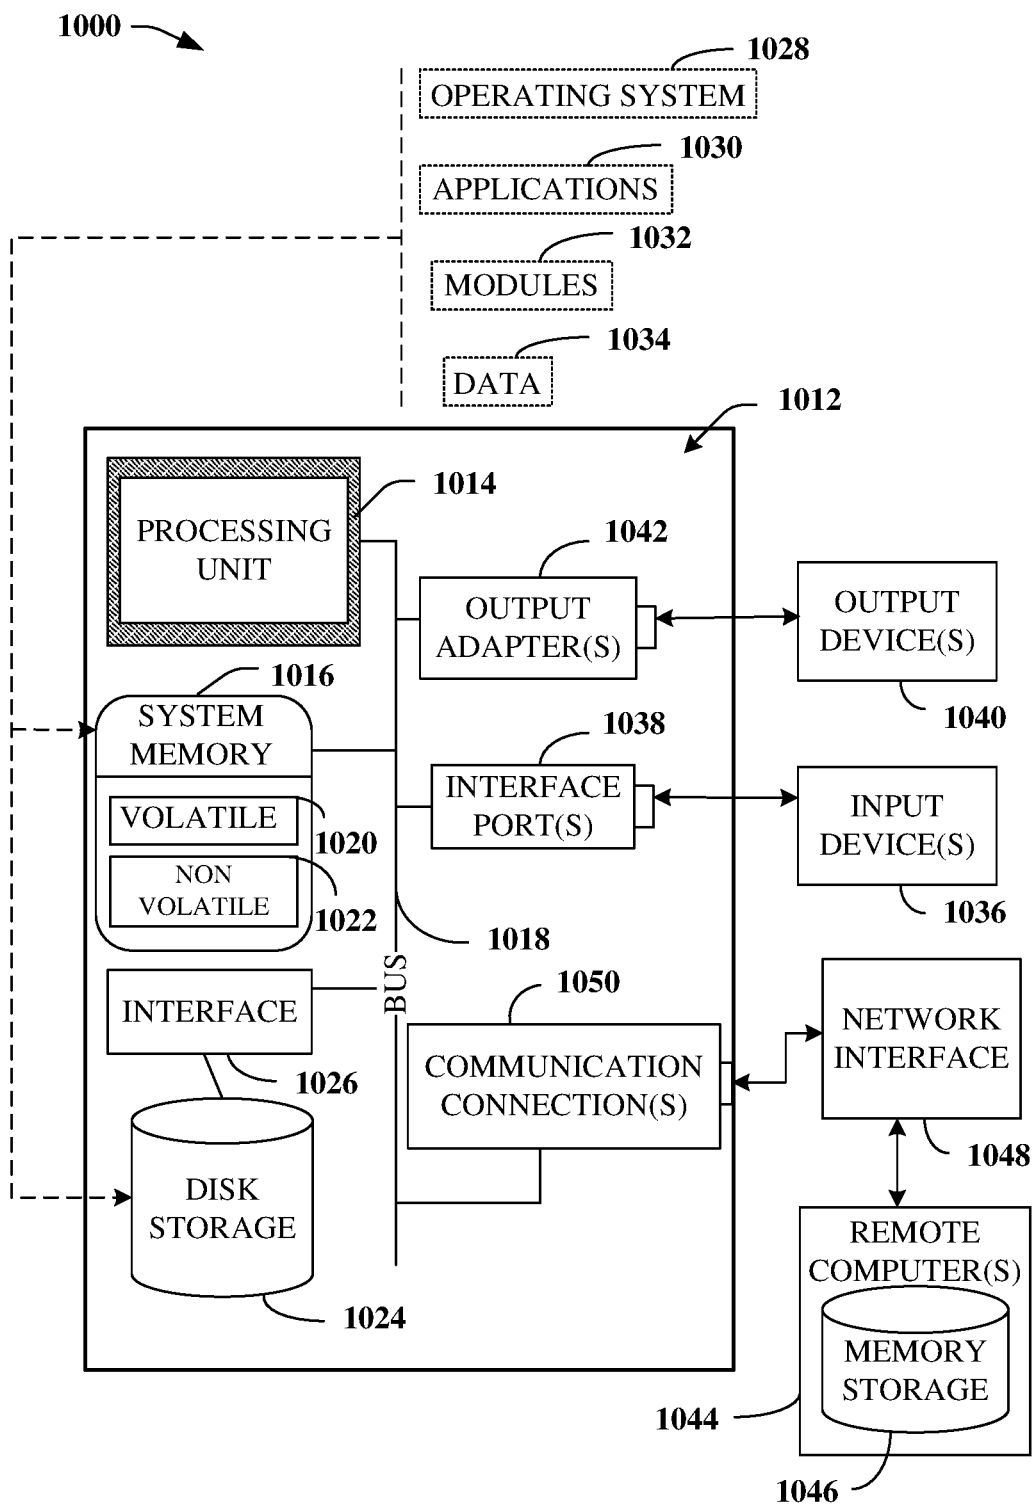 1000
1028
OPERATING SYSTEM
1030
APPLICATIONS
1032
MODULES
1034
DATA
1012
1014
PROCESSING
UNIT
1042
OUTPUT
ADAPTER(S)
OUTPUT
DEVICE(S)
1040
1016
SYSTEM
MEMORY
1038
INTERFACE
PORT(S)
INPUT
DEVICE(S)
1036
VOLATILE
1020
NON
VOLATILE
1022
1018
BUS
INTERFACE
1026
1050
COMMUNICATION
CONNECTION(S)
NETWORK
INTERFACE
1048
DISK
STORAGE
1024
REMOTE
COMPUTER(S)
MEMORY
STORAGE
1044
1046